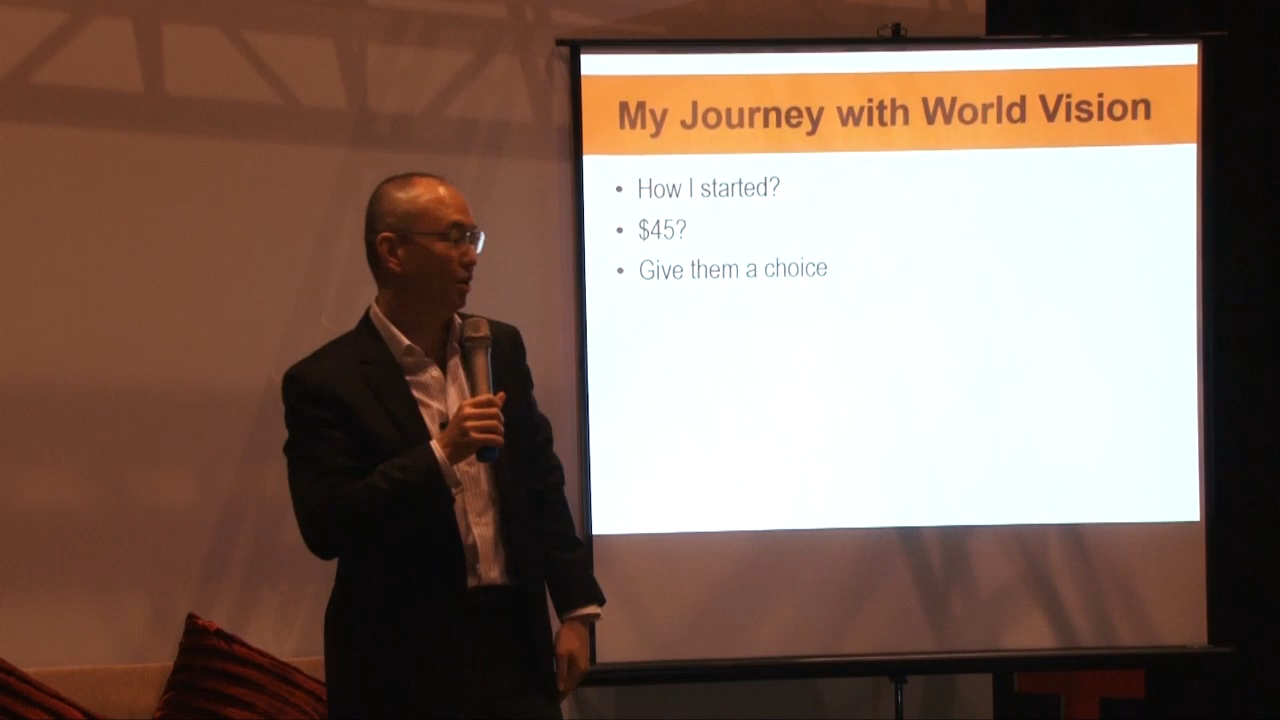 My Journey with World Vision
• How I started?
• $45?
• Give them a choice
T